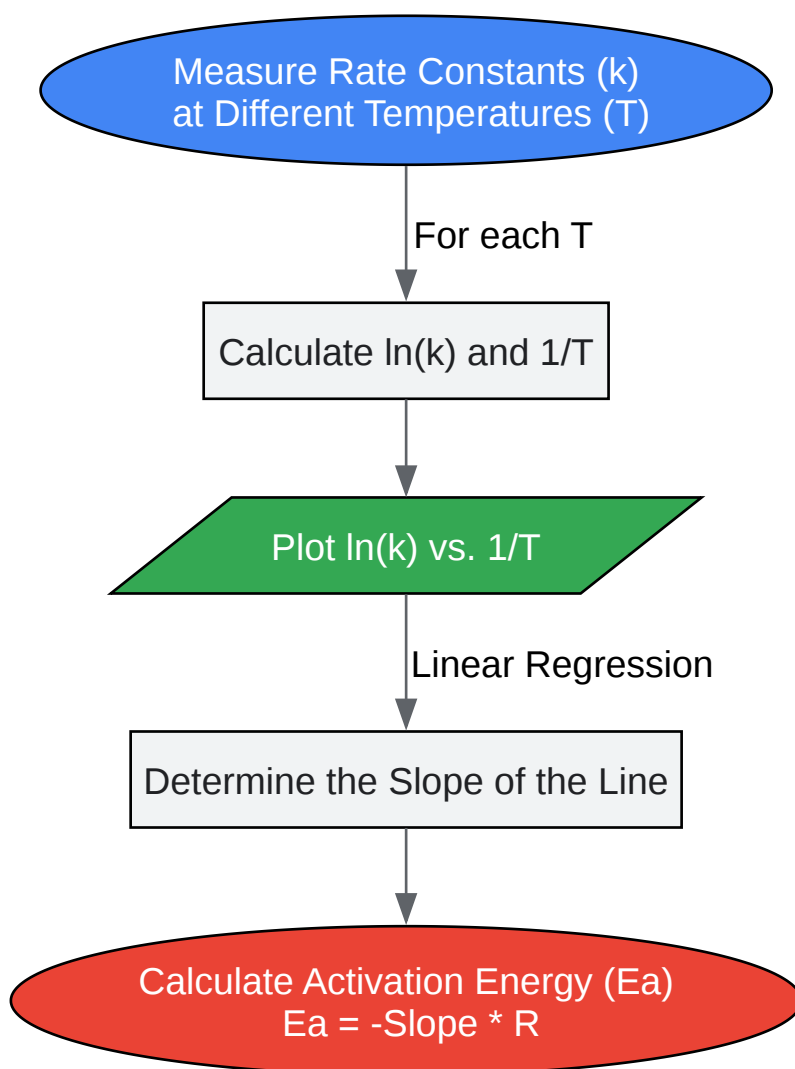 Measure Rate Constants (k)
at Different Temperatures (T)
For each T
Calculate ln(k) and 1/T
Plot ln(k) vs. 1/T
Linear Regression
Determine the Slope of the Line
Calculate Activation Energy (Ea)
Ea = -Slope * R